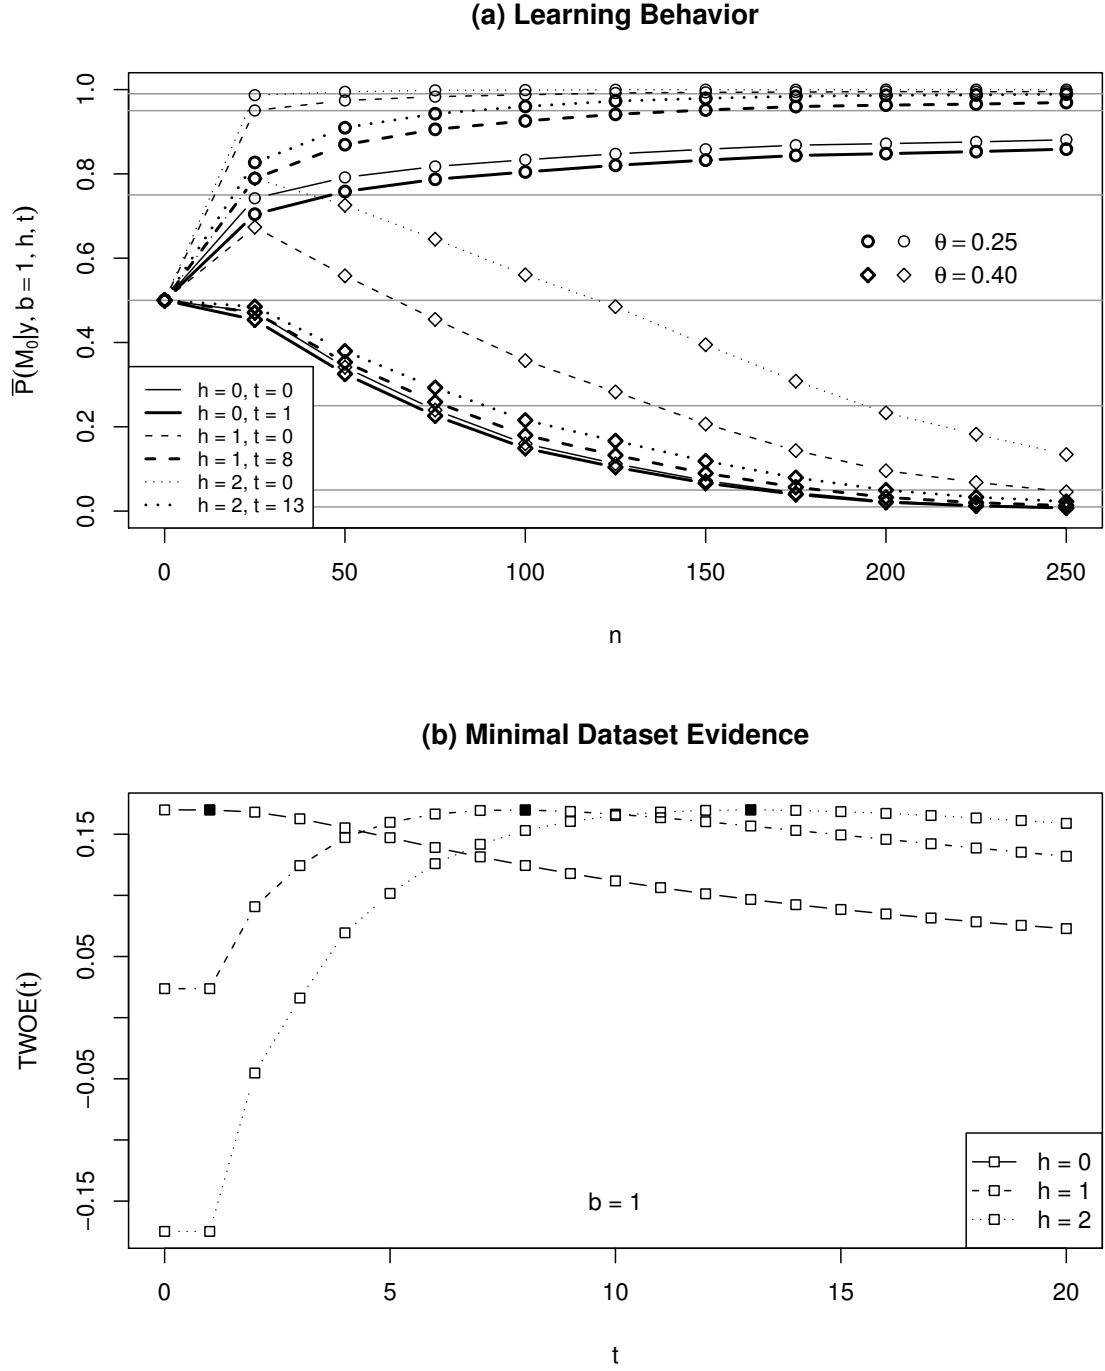 (a) Learning Behavior
P̅(M₀|y, b = 1, h, t)
1.0
0.8
0.6
0.4
0.2
0.0
θ = 0.25
θ = 0.40
h = 0, t = 0
h = 0, t = 1
h = 1, t = 0
h = 1, t = 8
h = 2, t = 0
h = 2, t = 13
0 50 100 150 200 250
n
(b) Minimal Dataset Evidence
TWOE(t)
0.15
0.05
−0.05
−0.15
b = 1
h = 0
h = 1
h = 2
0 5 10 15 20
t